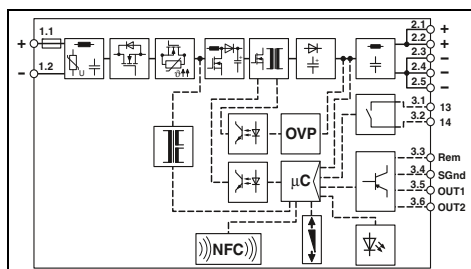 1.1
+
1.2
−
U
ϑ
2.1
+
2.2
+
2.3
−
2.4
−
2.5
−
OVP
3.1
13
3.2
14
μC
3.3
Rem
3.4
SGnd
3.5
OUT1
3.6
OUT2
NFC